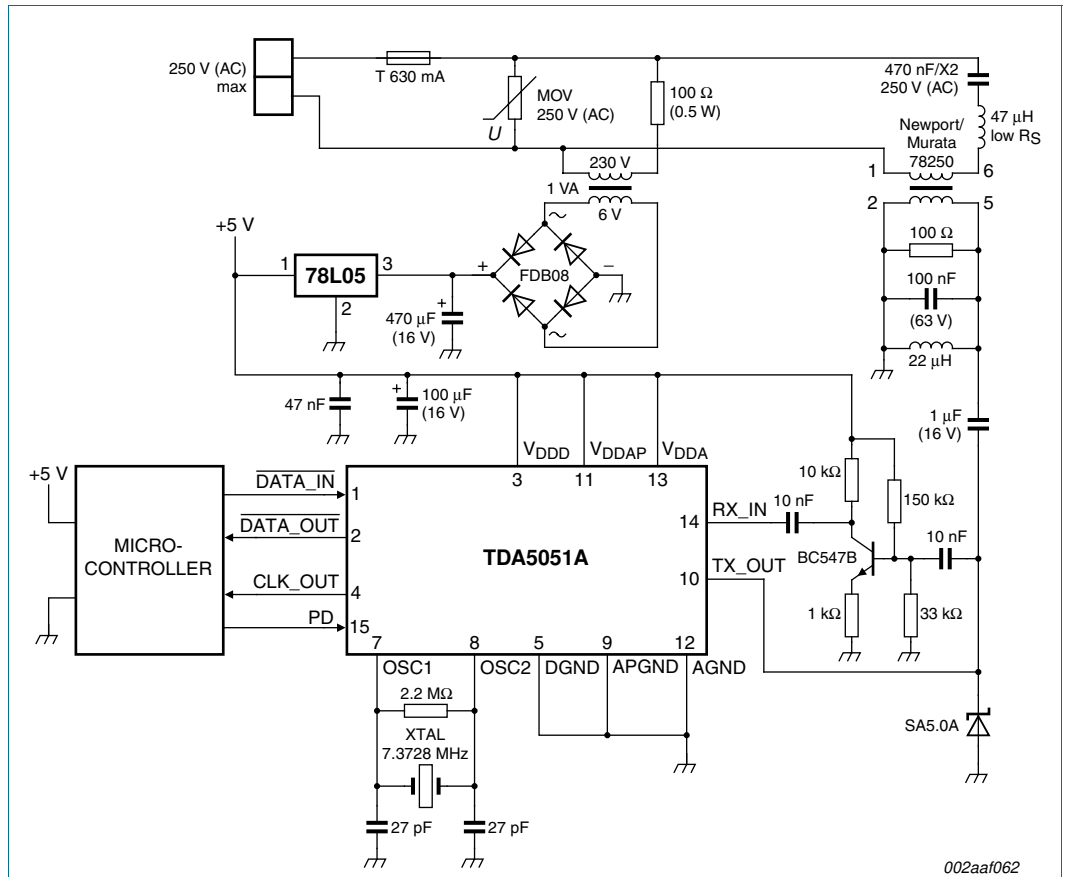 250 V (AC)
max
T 630 mA
MOV
250 V (AC)
U
100 Ω
(0.5 W)
470 nF/X2
250 V (AC)
47 μH
low RS
Newport/
Murata
78250
1
6
2
5
230 V
1 VA
6 V
+5 V
1
78L05
3
2
+
470 μF
(16 V)
+
∼
FDB08
−
∼
100 Ω
100 nF
(63 V)
22 μH
47 nF
+
100 μF
(16 V)
1 μF
(16 V)
VDDD
VDDAP
VDDA
3
11
13
+5 V
MICRO-
CONTROLLER
DATA_IN
1
DATA_OUT
2
CLK_OUT
4
PD
15
TDA5051A
14
RX_IN
10
TX_OUT
10 nF
10 kΩ
150 kΩ
10 nF
BC547B
1 kΩ
33 kΩ
7
8
5
9
12
OSC1
OSC2
DGND
APGND
AGND
2.2 MΩ
XTAL
7.3728 MHz
27 pF
27 pF
SA5.0A
002aaf062